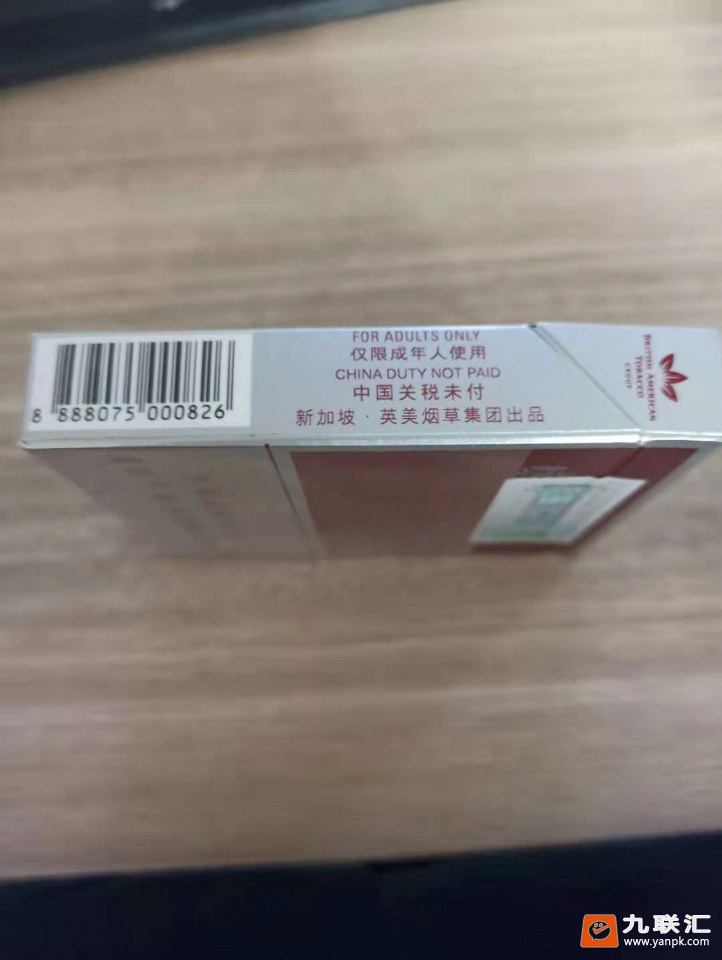 FOR ADULTS ONLY
仅限成年人使用
CHINA DUTY NOT PAID
中国关税未付
新加坡·英美烟草集团出品
8 888075 000826
BRITISH AMERICAN
TOBACCO
GROUP
九联汇
www.yanpk.com